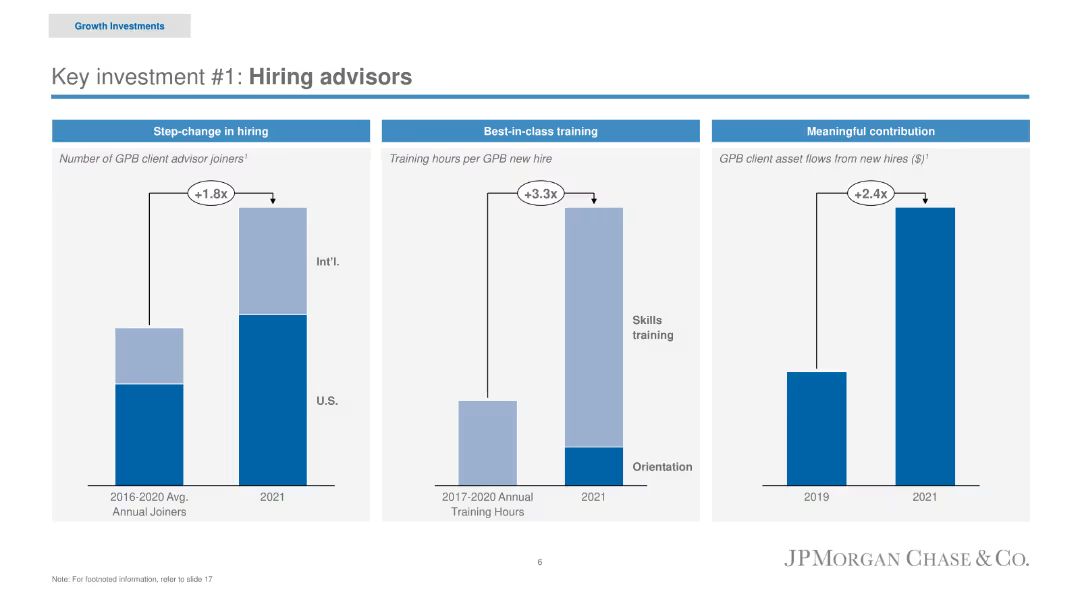 Growth Investments
Key investment #1: Hiring advisors
Step-change in hiring
Number of GPB client advisor joiners¹
+1.8x
Int'l.
U.S.
2016-2020 Avg.
Annual Joiners
2021
Best-in-class training
Training hours per GPB new hire
+3.3x
Skills
training
Orientation
2017-2020 Annual
Training Hours
2021
Meaningful contribution
GPB client asset flows from new hires ($)¹
+2.4x
2019
2021
6
JPMORGAN CHASE & CO.
Note: For footnoted information, refer to slide 17